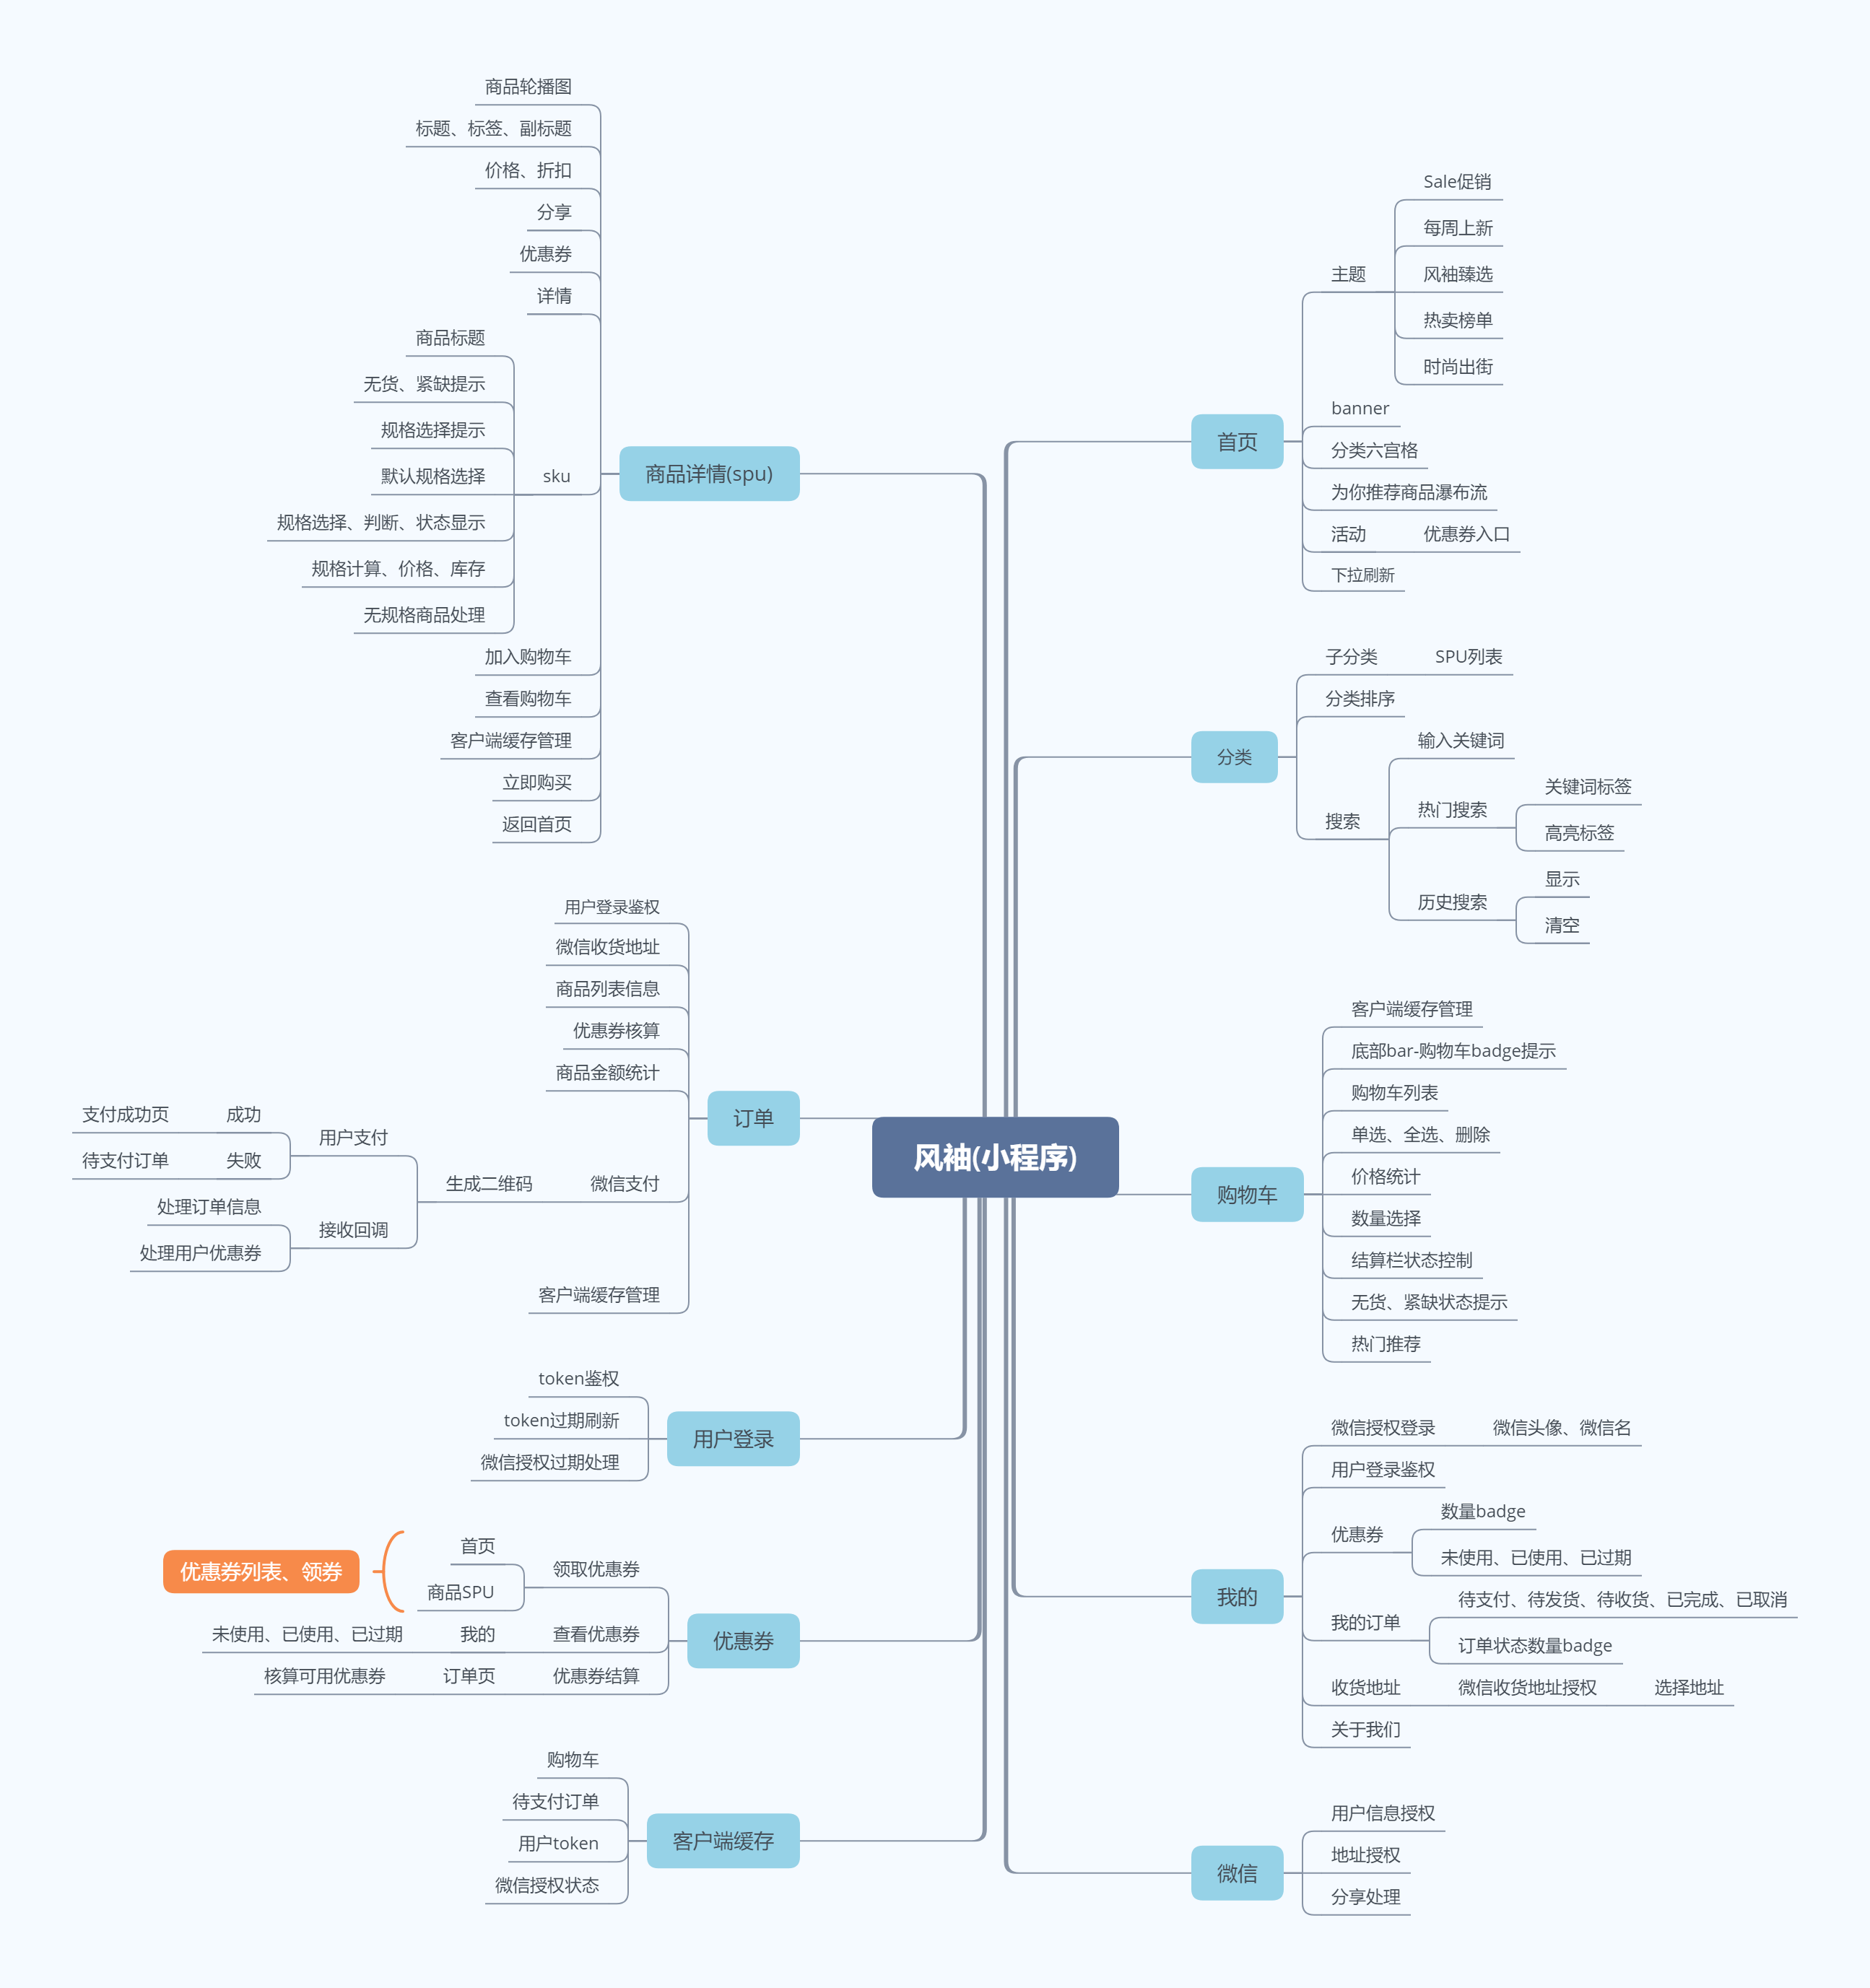 风袖(小程序)
首页
主题
Sale促销
每周上新
风袖臻选
热卖榜单
时尚出街
banner
分类六宫格
为你推荐商品瀑布流
活动
优惠券入口
下拉刷新
分类
子分类
SPU列表
分类排序
搜索
输入关键词
热门搜索
关键词标签
高亮标签
历史搜索
显示
清空
购物车
客户端缓存管理
底部bar-购物车badge提示
购物车列表
单选、全选、删除
价格统计
数量选择
结算栏状态控制
无货、紧缺状态提示
热门推荐
我的
微信授权登录
微信头像、微信名
用户登录鉴权
优惠券
数量badge
未使用、已使用、已过期
我的订单
待支付、待发货、待收货、已完成、已取消
订单状态数量badge
收货地址
微信收货地址授权
选择地址
关于我们
微信
用户信息授权
地址授权
分享处理
商品详情(spu)
商品轮播图
标题、标签、副标题
价格、折扣
分享
优惠券
详情
sku
商品标题
无货、紧缺提示
规格选择提示
默认规格选择
规格选择、判断、状态显示
规格计算、价格、库存
无规格商品处理
加入购物车
查看购物车
客户端缓存管理
立即购买
返回首页
订单
用户登录鉴权
微信收货地址
商品列表信息
优惠券核算
商品金额统计
微信支付
生成二维码
用户支付
成功
支付成功页
失败
待支付订单
接收回调
处理订单信息
处理用户优惠券
客户端缓存管理
用户登录
token鉴权
token过期刷新
微信授权过期处理
优惠券
领取优惠券
首页
商品SPU
优惠券列表、领券
查看优惠券
我的
未使用、已使用、已过期
优惠券结算
订单页
核算可用优惠券
客户端缓存
购物车
待支付订单
用户token
微信授权状态